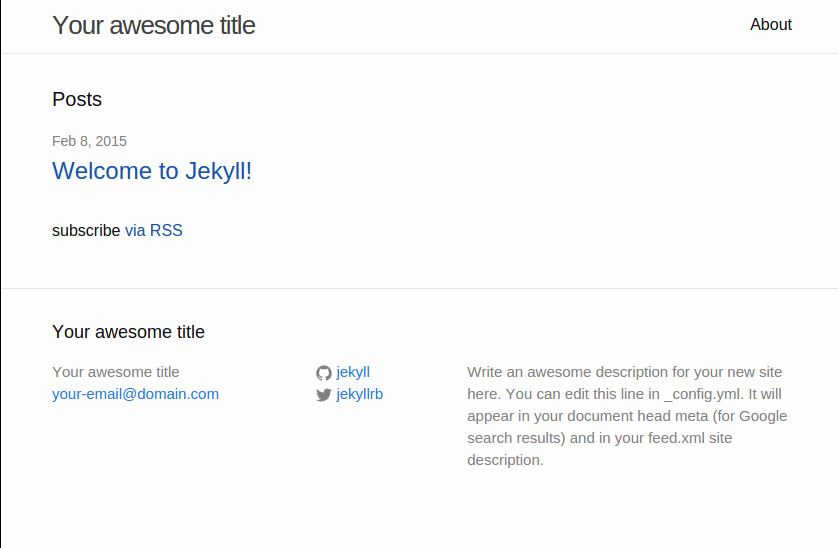 Your awesome title
About
Posts
Feb 8, 2015
Welcome to Jekyll!
subscribe via RSS
Your awesome title
Your awesome title
your-email@domain.com
jekyll
jekyllrb
Write an awesome description for your new site
here. You can edit this line in _config.yml. It will
appear in your document head meta (for Google
search results) and in your feed.xml site
description.